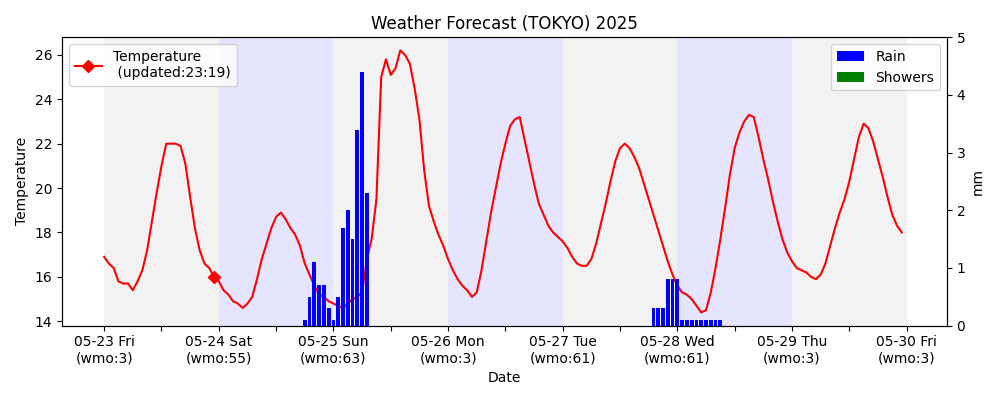 Weather Forecast (TOKYO) 2025
Temperature
(updated:23:19)
Rain
Showers
26
24
22
20
18
16
14
Temperature
5
4
3
2
1
0
mm
05-23 Fri
(wmo:3)
05-24 Sat
(wmo:55)
05-25 Sun
(wmo:63)
05-26 Mon
(wmo:3)
05-27 Tue
(wmo:61)
05-28 Wed
(wmo:61)
05-29 Thu
(wmo:3)
05-30 Fri
(wmo:3)
Date